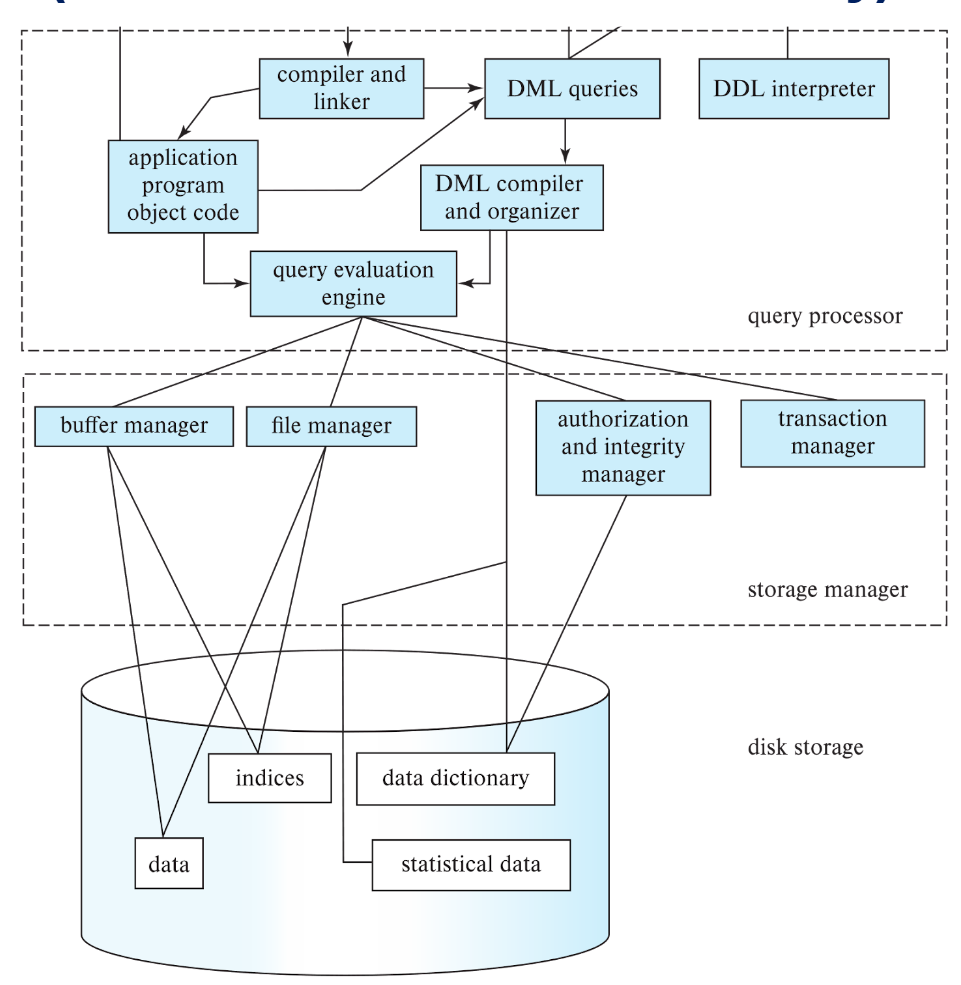 compiler and
linker
DML queries
DDL interpreter
application
program
object code
DML compiler
and organizer
query evaluation
engine
query processor
buffer manager
file manager
authorization
and integrity
manager
transaction
manager
storage manager
disk storage
indices
data dictionary
data
statistical data